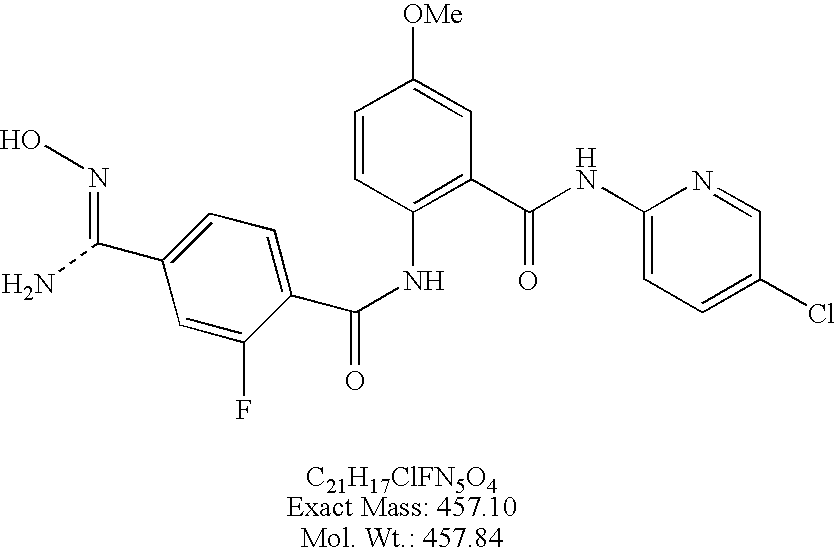 OMe
HO
N
H
N
N
H₂N
NH
O
Cl
O
F
C₂₁H₁₇ClFN₅O₄
Exact Mass: 457.10
Mol. Wt.: 457.84